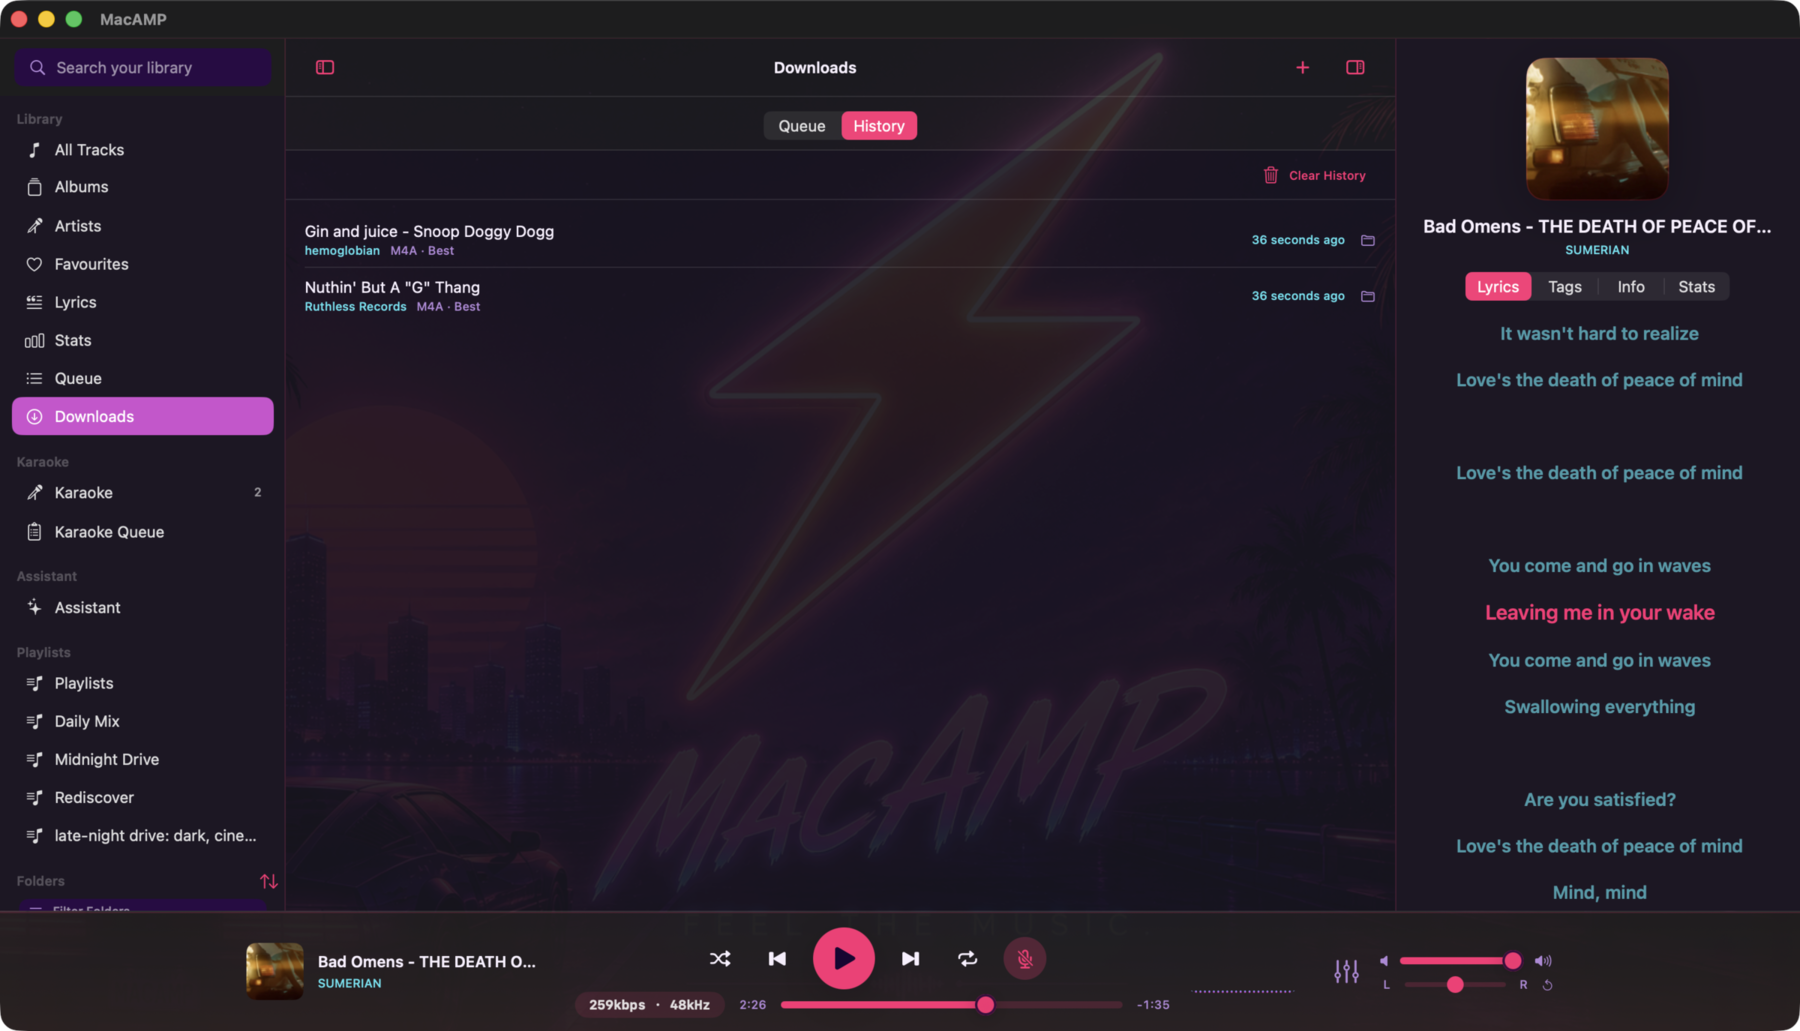 MacAMP
Search your library
Library
All Tracks
Albums
Artists
Favourites
Lyrics
Stats
Queue
Downloads
Karaoke
Karaoke 2
Karaoke Queue
Assistant
Assistant
Playlists
Playlists
Daily Mix
Midnight Drive
Rediscover
late-night drive: dark, cine...
Folders
Filter Folders
Downloads
Queue History
Clear History
Gin and juice - Snoop Doggy Dogg
hemoglobian M4A · Best
36 seconds ago
Nuthin' But A "G" Thang
Ruthless Records M4A · Best
36 seconds ago
MACAMP
FEEL THE MUSIC
Bad Omens - THE DEATH OF PEACE OF...
SUMERIAN
Lyrics Tags Info Stats
It wasn't hard to realize
Love's the death of peace of mind
Love's the death of peace of mind
You come and go in waves
Leaving me in your wake
You come and go in waves
Swallowing everything
Are you satisfied?
Love's the death of peace of mind
Mind, mind
Bad Omens - THE DEATH O...
SUMERIAN
259kbps · 48kHz 2:26 -1:35
L R